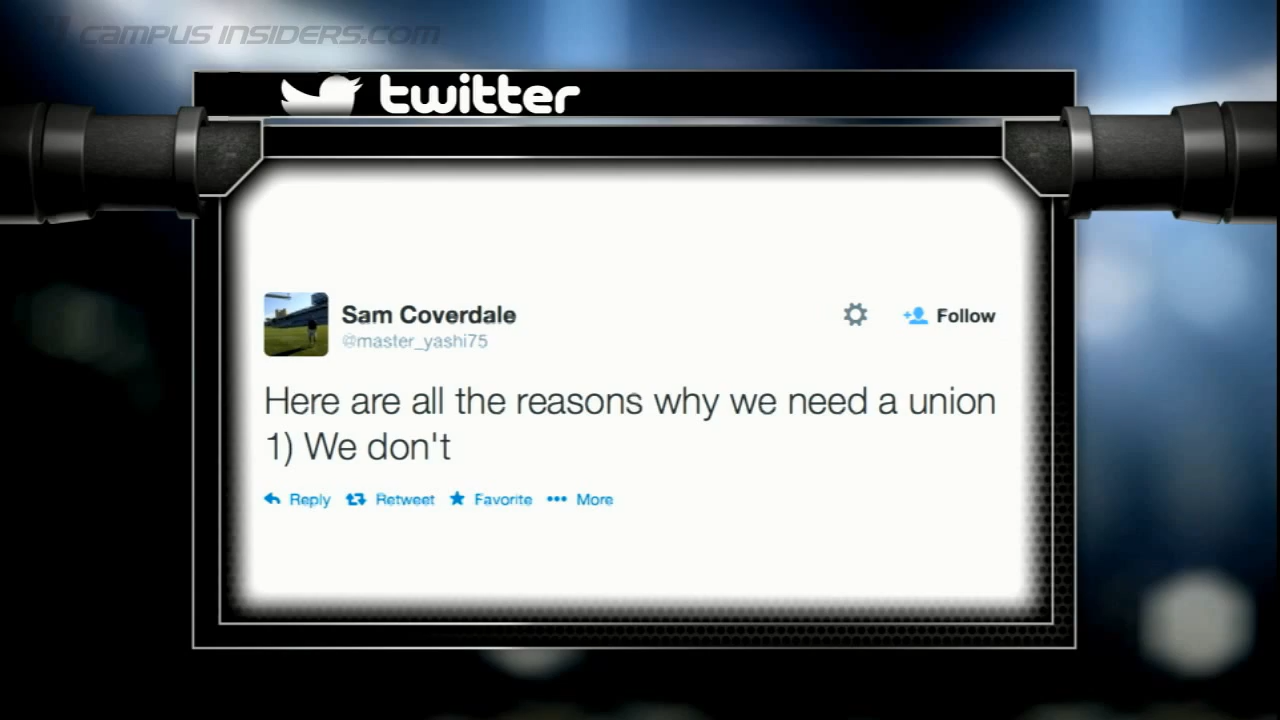 CAMPUS INSIDERS.COM
twitter
Sam Coverdale
@master_yashi75
Follow
Here are all the reasons why we need a union
1) We don't
Reply Retweet Favorite More